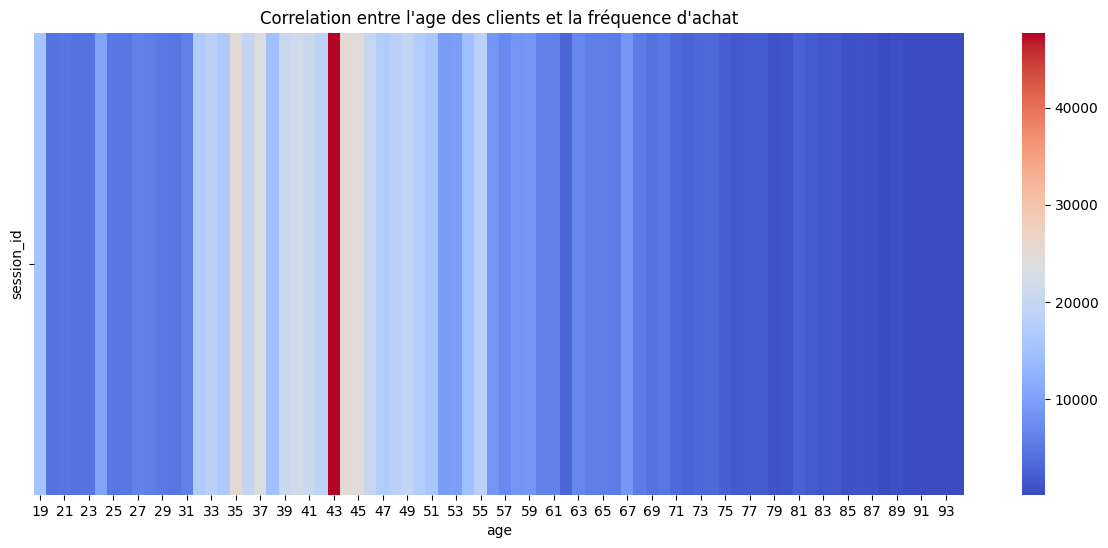 Correlation entre l'age des clients et la fréquence d'achat
session_id
19 21 23 25 27 29 31 33 35 37 39 41 43 45 47 49 51 53 55 57 59 61 63 65 67 69 71 73 75 77 79 81 83 85 87 89 91 93
age
40000
30000
20000
10000